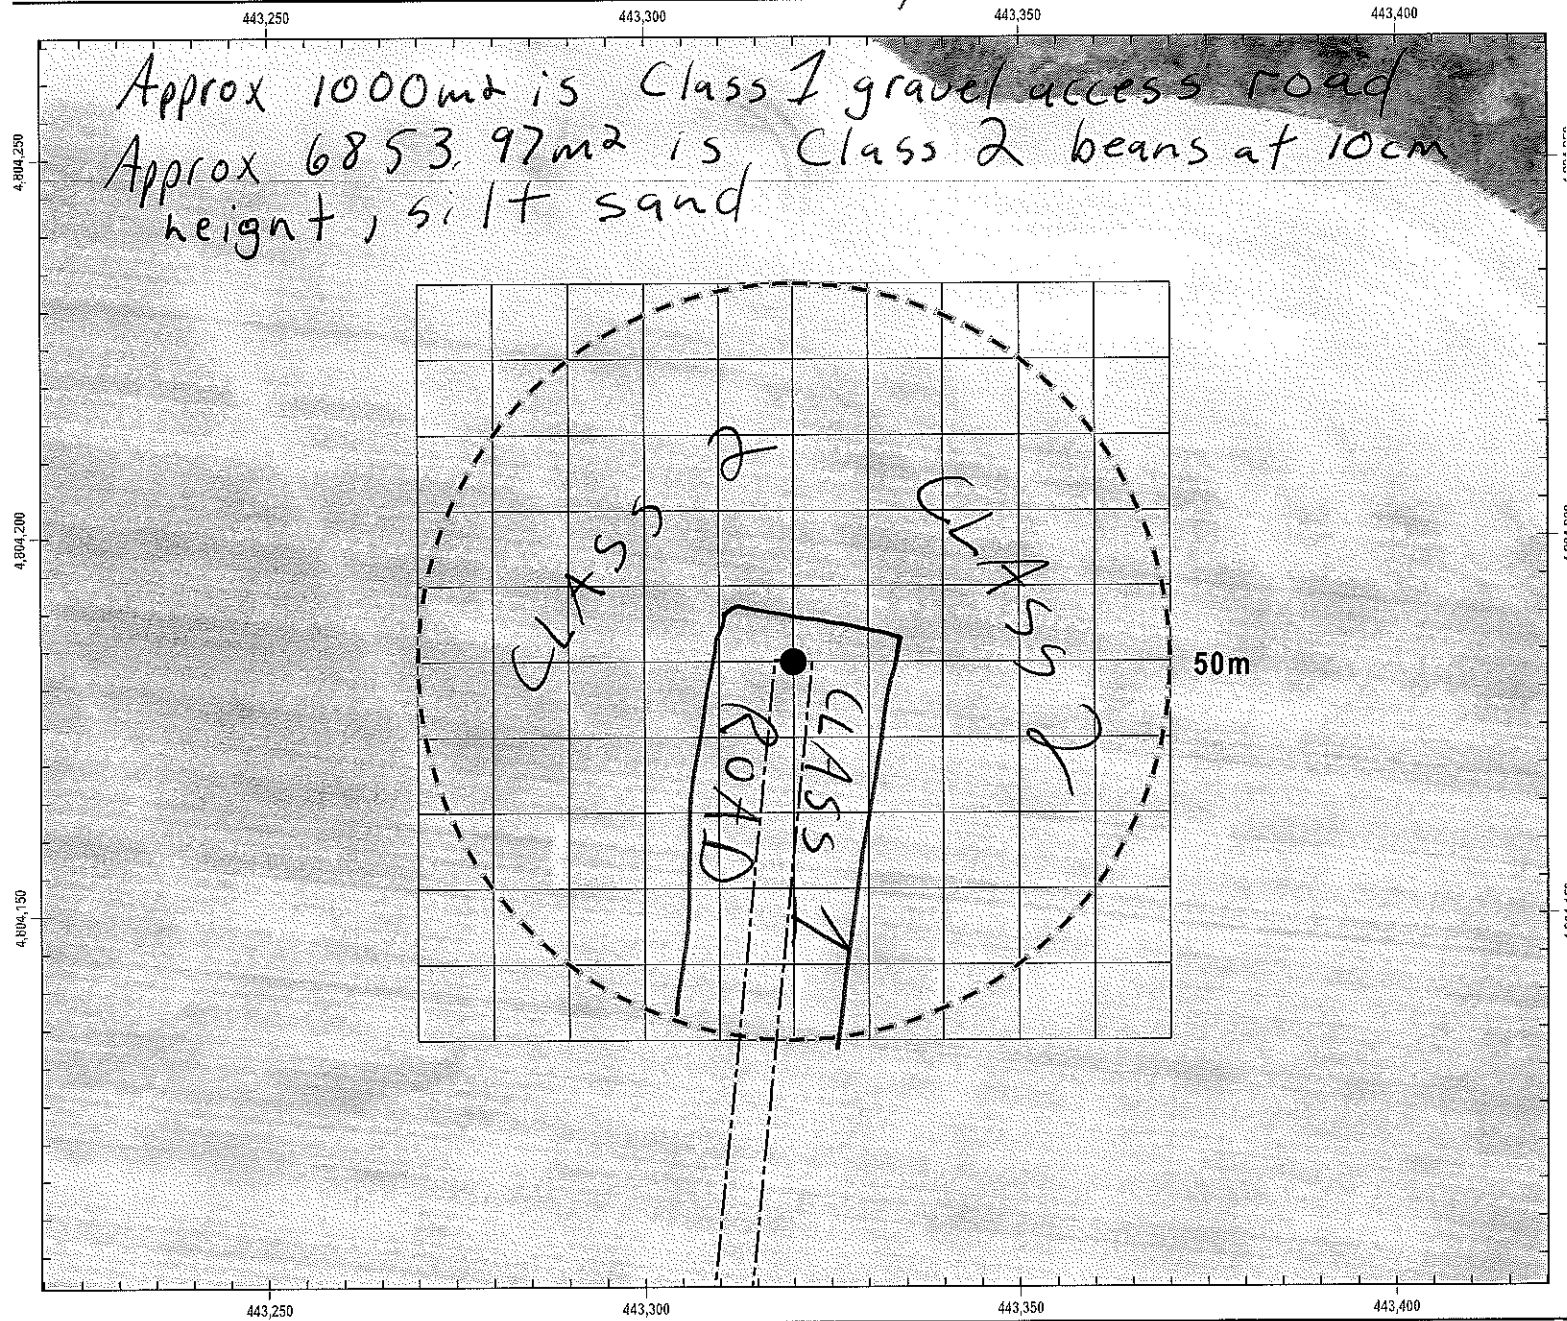 443,250 443,300 443,350 443,400
Approx 1000m² is Class 1 gravel access road
Approx 6853.97m² is Class 2 beans at 10cm
height, silt sand
4,804,250
4,804,200
4,804,150
CLASS 2
CLASS 2
50m
CLASS 1
ROAD
443,250 443,300 443,350 443,400